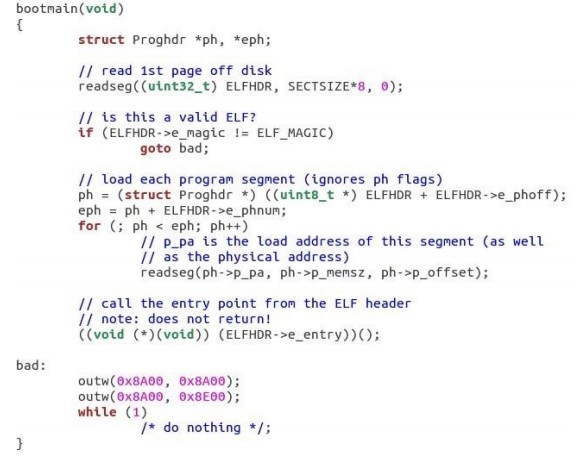 bootmain(void)
{
        struct Proghdr *ph, *eph;

        // read 1st page off disk
        readseg((uint32_t) ELFHDR, SECTSIZE*8, 0);

        // is this a valid ELF?
        if (ELFHDR->e_magic != ELF_MAGIC)
                goto bad;

        // load each program segment (ignores ph flags)
        ph = (struct Proghdr *) ((uint8_t *) ELFHDR + ELFHDR->e_phoff);
        eph = ph + ELFHDR->e_phnum;
        for (; ph < eph; ph++)
                // p_pa is the load address of this segment (as well
                // as the physical address)
                readseg(ph->p_pa, ph->p_memsz, ph->p_offset);

        // call the entry point from the ELF header
        // note: does not return!
        ((void (*)(void)) (ELFHDR->e_entry))();

bad:
        outw(0x8A00, 0x8A00);
        outw(0x8A00, 0x8E00);
        while (1)
                /* do nothing */;
}